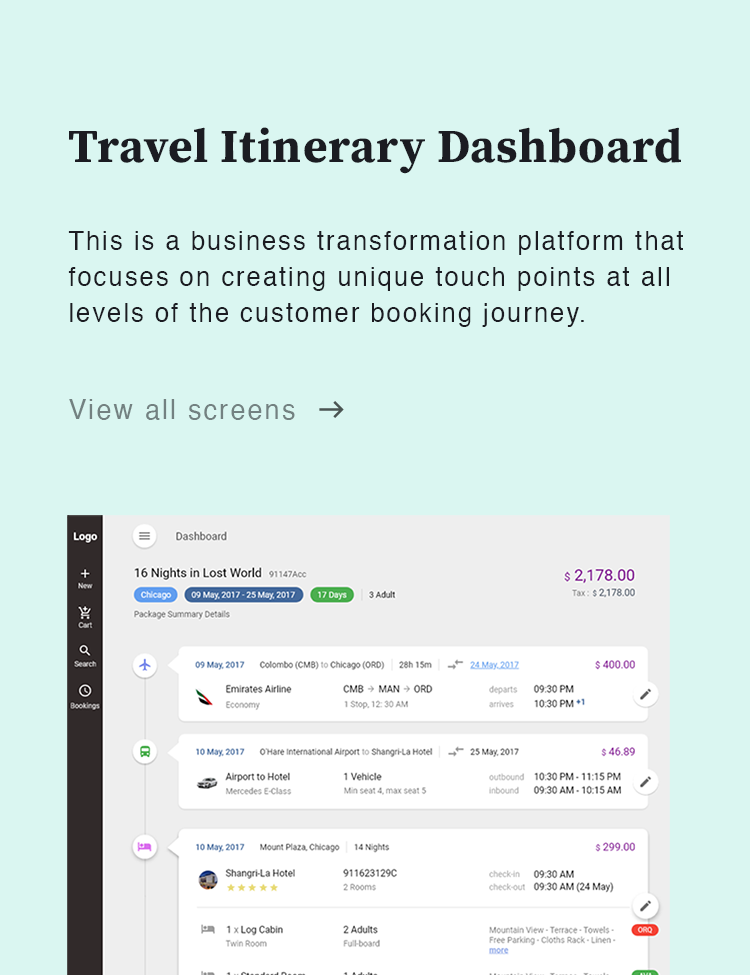 Travel Itinerary Dashboard
This is a business transformation platform that
focuses on creating unique touch points at all
levels of the customer booking journey.
View all screens →
Logo
Dashboard
New
Cart
Search
Bookings
16 Nights in Lost World 91147Acc
$ 2,178.00
Chicago 09 May, 2017 - 25 May, 2017 17 Days 3 Adult
Tax : $ 2,178.00
Package Summary Details
09 May, 2017 Colombo (CMB) to Chicago (ORD) 28h 15m 24 May, 2017 $ 400.00
Emirates Airline CMB → MAN → ORD departs 09:30 PM
Economy 1 Stop, 12: 30 AM arrives 10:30 PM +1
10 May, 2017 O'Hare International Airport to Shangri-La Hotel 25 May, 2017 $ 46.89
Airport to Hotel 1 Vehicle outbound 10:30 PM - 11:15 PM
Mercedes E-Class Min seat 4, max seat 5 inbound 09:30 AM - 10:15 AM
10 May, 2017 Mount Plaza, Chicago 14 Nights $ 299.00
Shangri-La Hotel 911623129C check-in 09:30 AM
2 Rooms check-out 09:30 AM (24 May)
1 x Log Cabin 2 Adults Mountain View - Terrace - Towels - ORQ
Twin Room Full-board Free Parking - Cloths Rack - Linen -
more